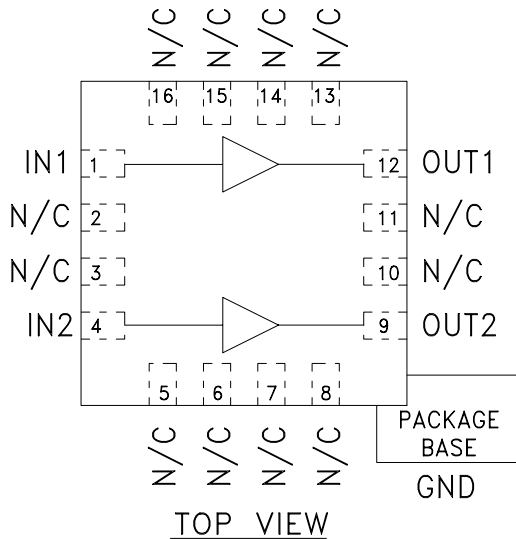 N/C N/C N/C N/C
16 15 14 13
IN1 1 12 OUT1
N/C 2 11 N/C
N/C 3 10 N/C
IN2 4 9 OUT2
5 6 7 8
N/C N/C N/C N/C
PACKAGE
BASE
GND
TOP VIEW